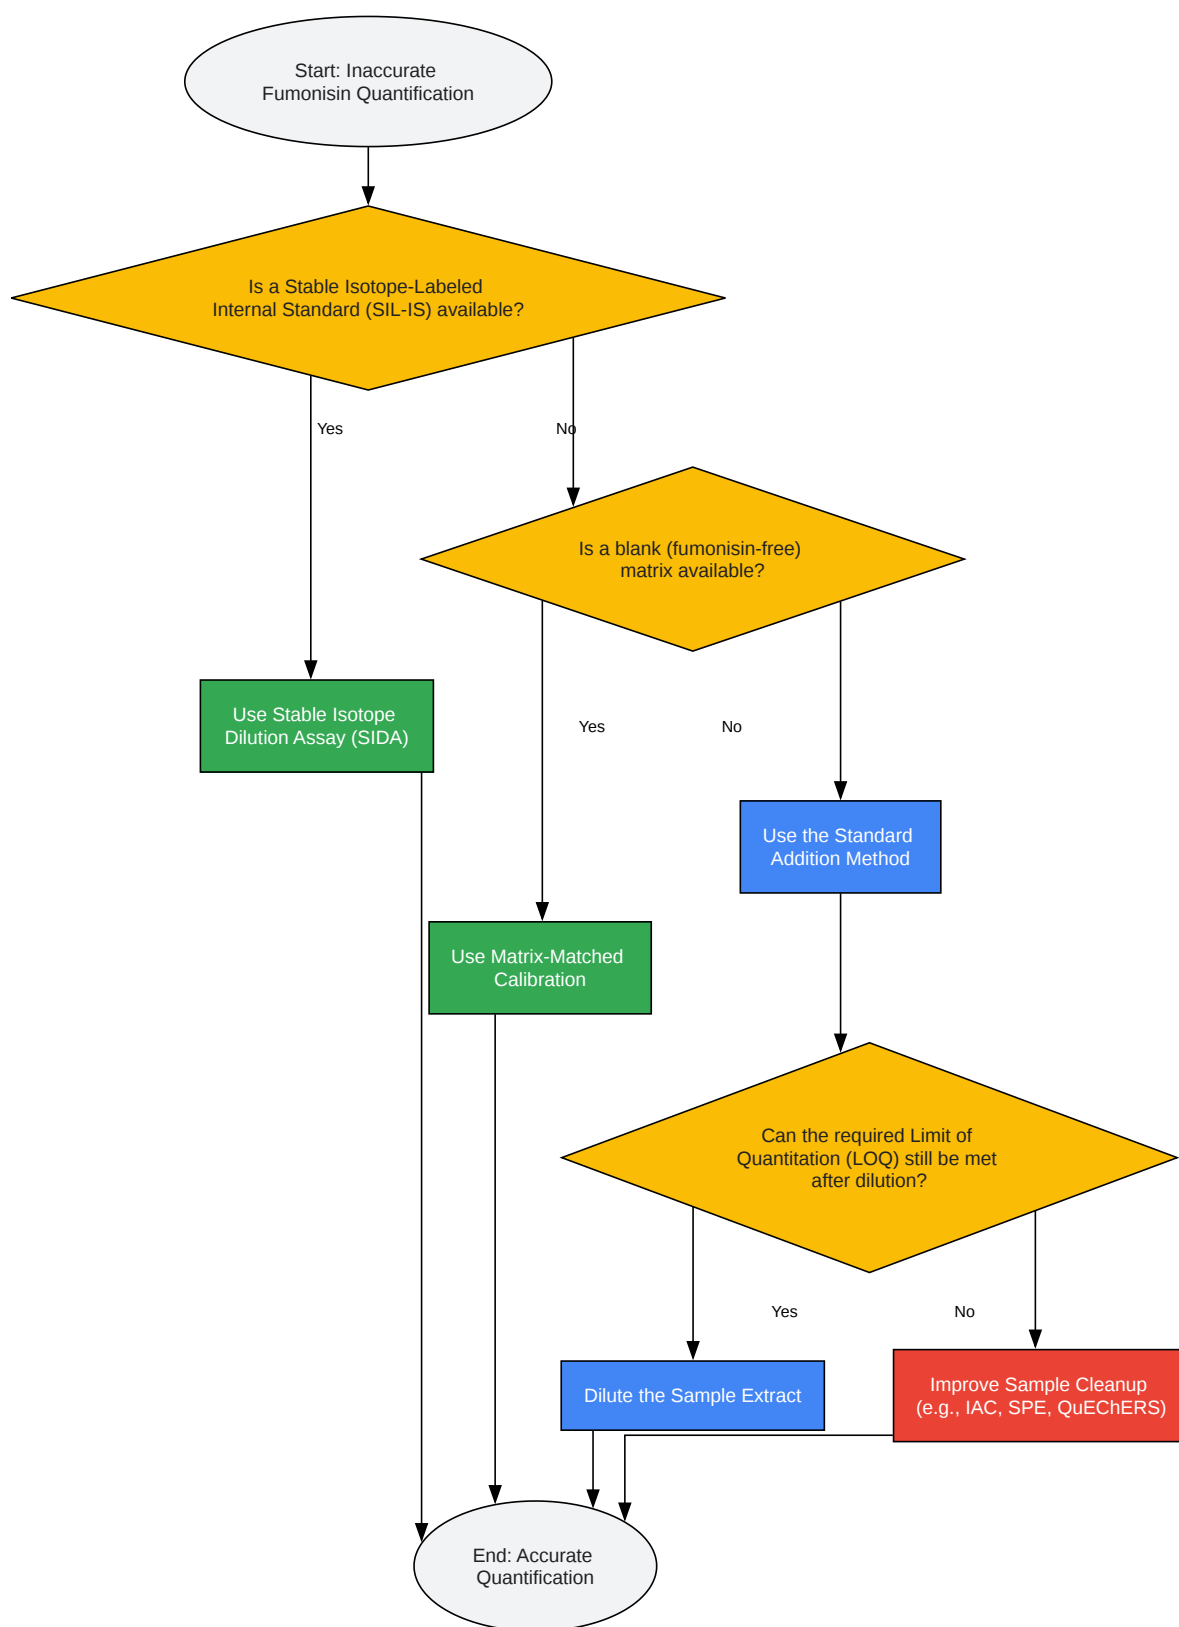 Start: Inaccurate
Fumonisin Quantification
Is a Stable Isotope-Labeled
Internal Standard (SIL-IS) available?
Yes
No
Is a blank (fumonisin-free)
matrix available?
Use Stable Isotope
Dilution Assay (SIDA)
Yes
No
Use the Standard
Addition Method
Use Matrix-Matched
Calibration
Can the required Limit of
Quantitation (LOQ) still be met
after dilution?
Yes
No
Dilute the Sample Extract
Improve Sample Cleanup
(e.g., IAC, SPE, QuEChERS)
End: Accurate
Quantification